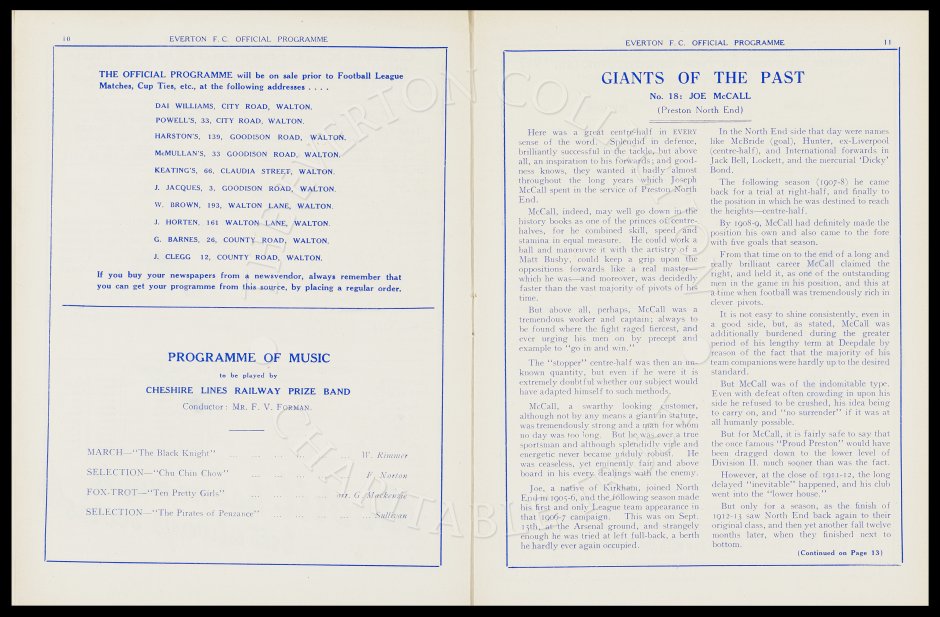 10
EVERTON F.C. OFFICIAL PROGRAMME
THE OFFICIAL PROGRAMME will be on sale prior to Football League
Matches, Cup Ties, etc., at the following addresses . . . .
DAI WILLIAMS, CITY ROAD, WALTON.
POWELL'S, 33, CITY ROAD, WALTON.
HARSTON'S, 139, GOODISON ROAD, WALTON.
McMULLAN'S, 33 GOODISON ROAD, WALTON.
KEATING'S, 66, CLAUDIA STREET, WALTON.
J. JACQUES, 3, GOODISON ROAD, WALTON.
W. BROWN, 193, WALTON LANE, WALTON.
J. HORTEN, 161 WALTON LANE, WALTON.
G. BARNES, 26, COUNTY ROAD, WALTON.
J. CLEGG 12, COUNTY ROAD, WALTON.
If you buy your newspapers from a newsvendor, always remember that
you can get your programme from this source, by placing a regular order.
PROGRAMME OF MUSIC
to be played by
CHESHIRE LINES RAILWAY PRIZE BAND
Conductor: MR. F. V. FORMAN.
MARCH—"The Black Knight" ... W. Rimmer
SELECTION—"Chu Chin Chow" F. Norton
FOX-TROT—"Ten Pretty Girls" ... arr. G. Mackenzie
SELECTION—"The Pirates of Penzance" ... Sullivan
EVERTON F.C. OFFICIAL PROGRAMME
11
GIANTS OF THE PAST
No. 18: JOE McCALL
(Preston North End)
Here was a great centre-half in EVERY
sense of the word. Splendid in defence,
brilliantly successful in the tackle, but above
all, an inspiration to his forwards; and good-
ness knows, they wanted it badly almost
throughout the long years which Joseph
McCall spent in the service of Preston North
End.
McCall, indeed, may well go down in the
history books as one of the princes of centre-
halves, for he combined skill, speed and
stamina in equal measure. He could work a
ball and manœuvre it with the artistry of a
Matt Busby, could keep a grip upon the
oppositions forwards like a real master—
which he was—and moreover, was decidedly
faster than the vast majority of pivots of his
time.
But above all, perhaps, McCall was a
tremendous worker and captain; always to
be found where the fight raged fiercest, and
ever urging his men on by precept and
example to "go in and win."
The "stopper" centre-half was then an un-
known quantity, but even if he were it is
extremely doubtful whether our subject would
have adapted himself to such methods.
McCall, a swarthy looking customer,
although not by any means a giant in stature,
was tremendously strong and a man for whom
no day was too long. But he was ever a true
sportsman and although splendidly virile and
energetic never became unduly robust. He
was ceaseless, yet eminently fair and above
board in his every dealings with the enemy.
Joe, a native of Kirkham, joined North
End in 1905-6, and the following season made
his first and only League team appearance in
that 1906-7 campaign. This was on Sept.
15th, at the Arsenal ground, and strangely
enough he was tried at left full-back, a berth
he hardly ever again occupied.
In the North End side that day were names
like McBride (goal), Hunter, ex-Liverpool
(centre-half), and International forwards in
Jack Bell, Lockett, and the mercurial 'Dicky'
Bond.
The following season (1907-8) he came
back for a trial at right-half, and finally to
the position in which he was destined to reach
the heights—centre-half.
By 1908-9, McCall had definitely made the
position his own and also came to the fore
with five goals that season.
From that time on to the end of a long and
really brilliant career McCall claimed the
right, and held it, as one of the outstanding
men in the game in his position, and this at
a time when football was tremendously rich in
clever pivots.
It is not easy to shine consistently, even in
a good side, but, as stated, McCall was
additionally burdened during the greater
period of his lengthy term at Deepdale by
reason of the fact that the majority of his
team companions were hardly up to the desired
standard.
But McCall was of the indomitable type.
Even with defeat often crowding in upon his
side he refused to be crushed, his idea being
to carry on, and "no surrender" if it was at
all humanly possible.
But for McCall, it is fairly safe to say that
the once famous "Proud Preston" would have
been dragged down to the lower level of
Division II. much sooner than was the fact.
However, at the close of 1911-12, the long
delayed "inevitable" happened, and his club
went into the "lower house."
But only for a season, as the finish of
1912-13 saw North End back again to their
original class, and then yet another fall twelve
months later, when they finished next to
bottom.
(Continued on Page 13)
THE EVERTON COLLECTION
CHARITABLE